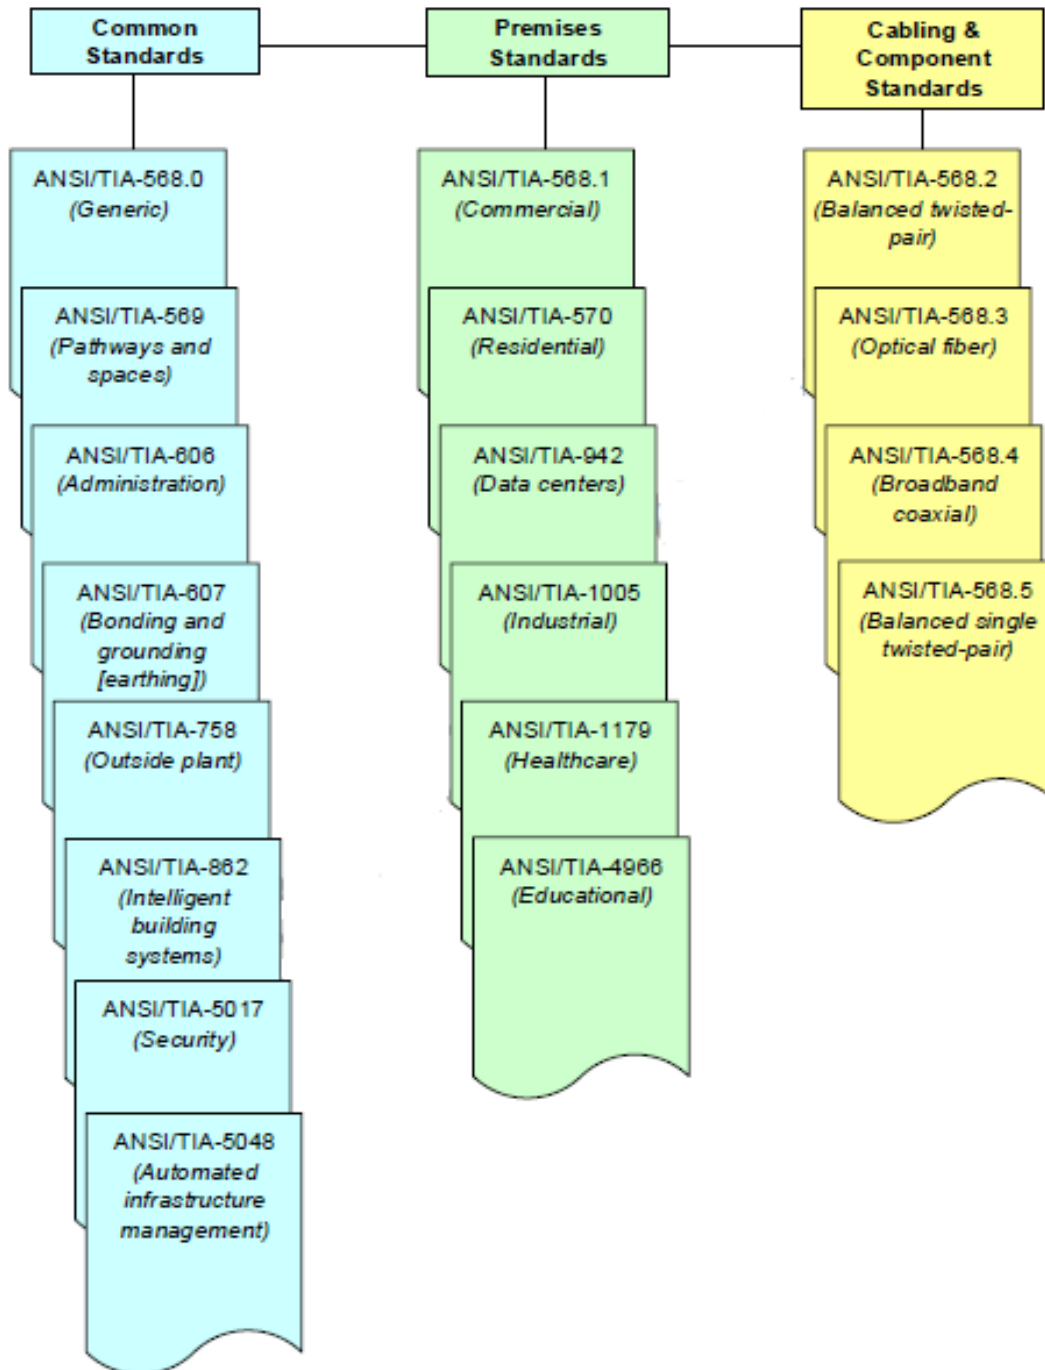 Common
Standards
Premises
Standards
Cabling &
Component
Standards
ANSI/TIA-568.0
(Generic)
ANSI/TIA-569
(Pathways and
spaces)
ANSI/TIA-606
(Administration)
ANSI/TIA-607
(Bonding and
grounding
[earthing])
ANSI/TIA-758
(Outside plant)
ANSI/TIA-862
(Intelligent
building
systems)
ANSI/TIA-5017
(Security)
ANSI/TIA-5048
(Automated
infrastructure
management)
ANSI/TIA-568.1
(Commercial)
ANSI/TIA-570
(Residential)
ANSI/TIA-942
(Data centers)
ANSI/TIA-1005
(Industrial)
ANSI/TIA-1179
(Healthcare)
ANSI/TIA-4966
(Educational)
ANSI/TIA-568.2
(Balanced twisted-
pair)
ANSI/TIA-568.3
(Optical fiber)
ANSI/TIA-568.4
(Broadband
coaxial)
ANSI/TIA-568.5
(Balanced single
twisted-pair)